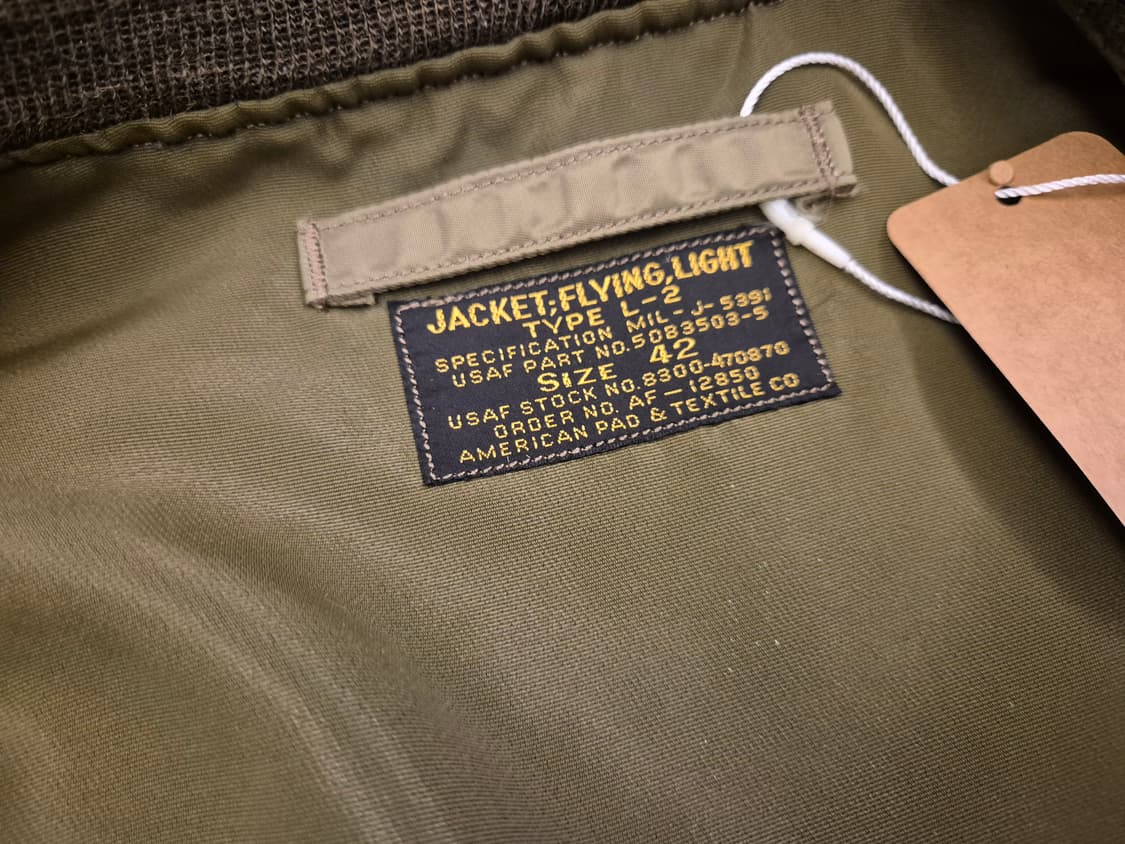 JACKET,FLYING,LIGHT
TYPE L-2
SPECIFICATION MIL-J-5391
USAF PART NO.5083503-5
SIZE 42
USAF STOCK NO.8300-470870
ORDER NO. AF-12850
AMERICAN PAD & TEXTILE CO